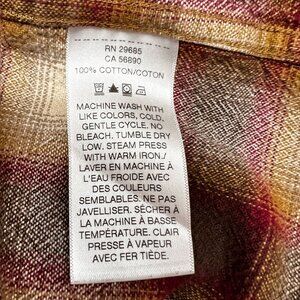 RN 29685
CA 56890
100% COTTON/COTON
MACHINE WASH WITH
LIKE COLORS, COLD,
GENTLE CYCLE, NO
BLEACH, TUMBLE DRY
LOW. STEAM PRESS
WITH WARM IRON./
LAVER EN MACHINE À
L'EAU FROIDE AVEC
DES COULEURS
SEMBLABLES. NE PAS
JAVELLISER. SÉCHER À
LA MACHINE À BASSE
TEMPÉRATURE. CLAIR
PRESSE À VAPEUR
AVEC FER TIÈDE.